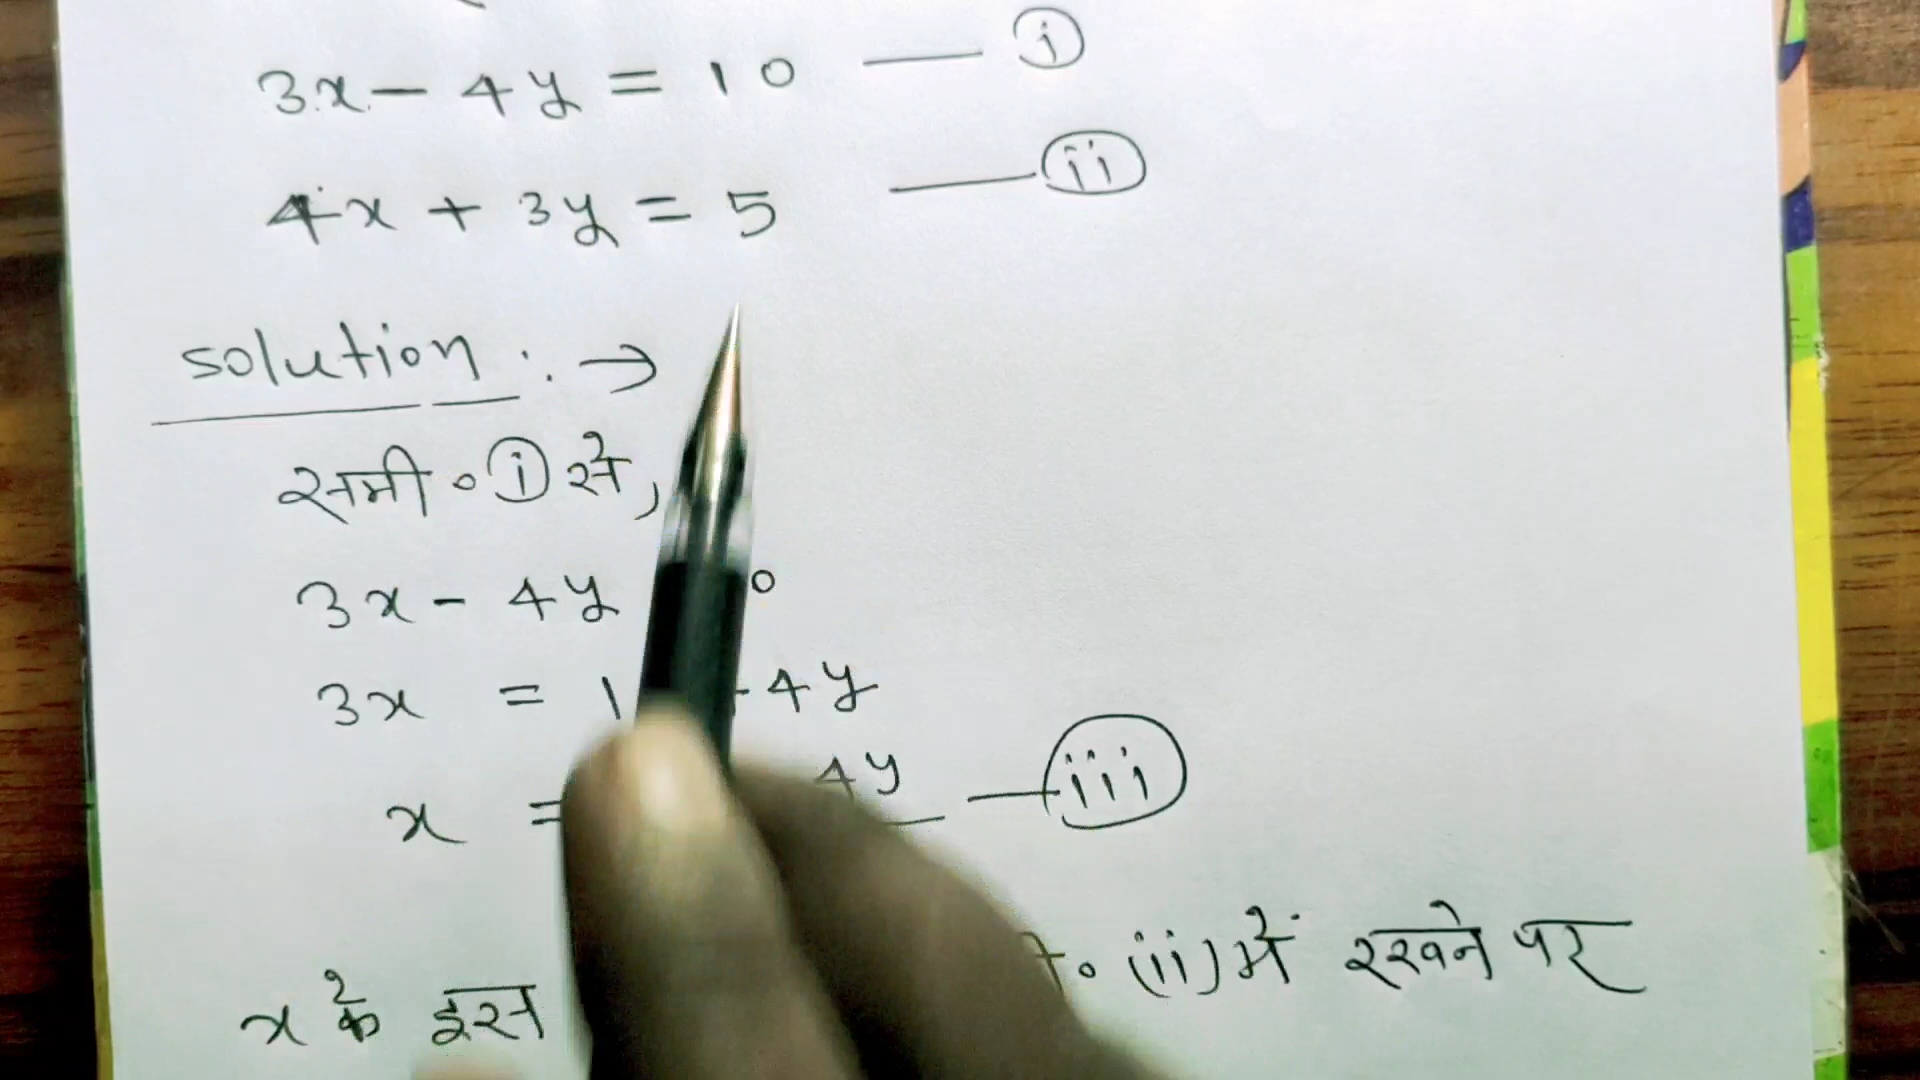 3x - 4y = 10 — (i)
4x + 3y = 5 — (ii)
solution : →
समी० (i) से,
3x - 4y
3x = 1 4y
x = 4y — (iii)
x के इस (ii) में रखने पर